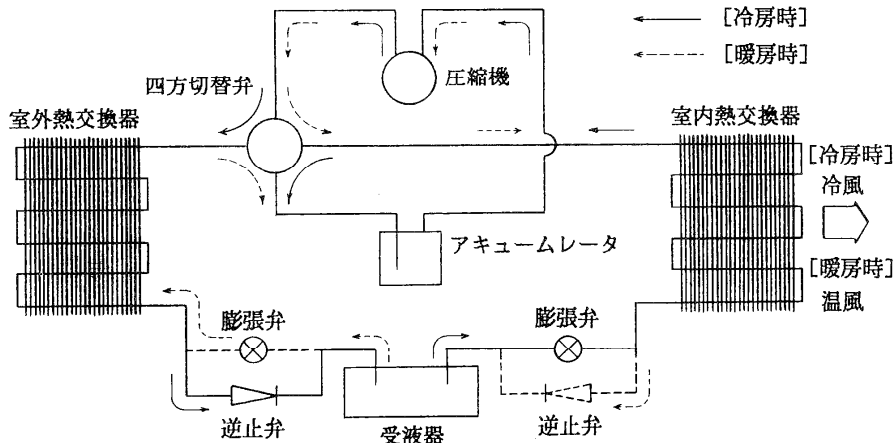 [冷房時]
[暖房時]
四方切替弁
圧縮機
室外熱交換器
室内熱交換器
[冷房時]
冷風
アキュームレータ
[暖房時]
温風
膨張弁
膨張弁
逆止弁
受液器
逆止弁